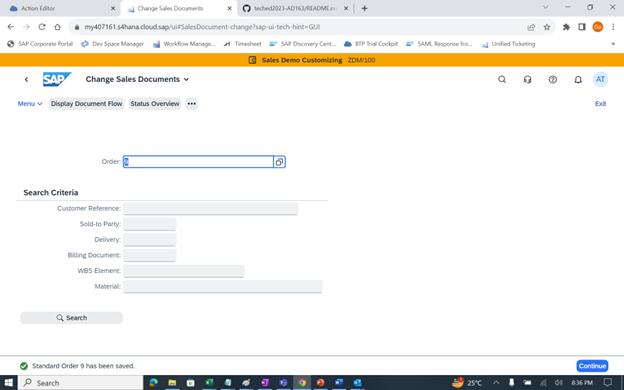 Action Editor
Change Sales Documents
teched2023-AD163/README.m
my407161.s4hana.cloud.sap/ui#SalesDocument-change?sap-ui-tech-hint=GUI
Go
SAP Corporate Portal
Dev Space Manager
Workflow Manage...
Timesheet
SAP Discovery Cent...
BTP Trial Cockpit
SAML Response fro...
Unified Ticketing
»
Sales Demo Customizing ZDM/100
SAP
Change Sales Documents
AT
Menu
Display Document Flow
Status Overview
•••
Exit
Order: 9
Search Criteria
Customer Reference:
Sold-to Party:
Delivery:
Billing Document:
WBS Element:
Material:
Search
Standard Order 9 has been saved.
Continue
Search
25°C
8:36 PM